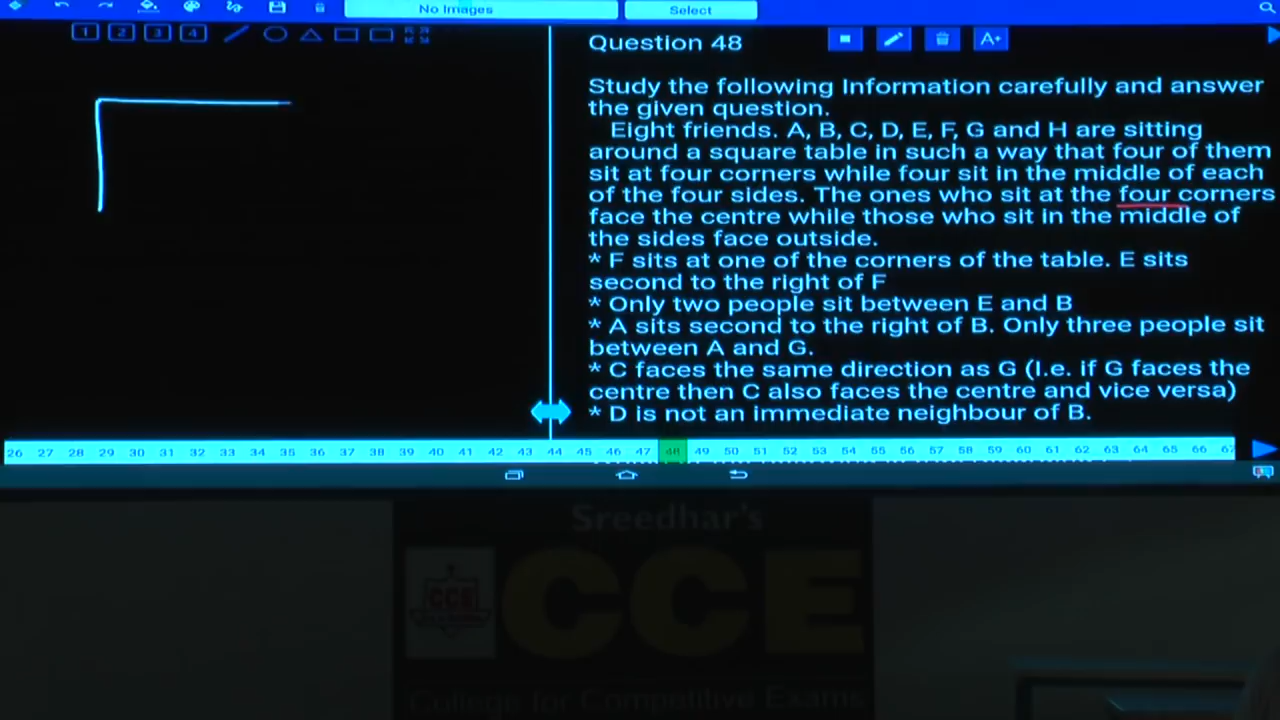 No Images
Select
1 2 3 4
Question 48
A+
Study the following Information carefully and answer
the given question.
Eight friends. A, B, C, D, E, F, G and H are sitting
around a square table in such a way that four of them
sit at four corners while four sit in the middle of each
of the four sides. The ones who sit at the four corners
face the centre while those who sit in the middle of
the sides face outside.
* F sits at one of the corners of the table. E sits
second to the right of F
* Only two people sit between E and B
* A sits second to the right of B. Only three people sit
between A and G.
* C faces the same direction as G (I.e. if G faces the
centre then C also faces the centre and vice versa)
* D is not an immediate neighbour of B.
26 27 28 29 30 31 32 33 34 35 36 37 38 39 40 41 42 43 44 45 46 47 48 49 50 51 52 53 54 55 56 57 58 59 60 61 62 63 64 65 66 67
Sreedhar's
CCE
CCE
College for Competitive Exams